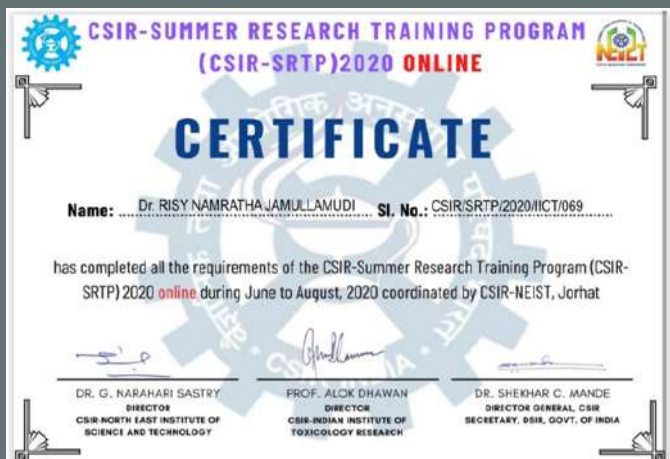 CSIR-SUMMER RESEARCH TRAINING PROGRAM
(CSIR-SRTP)2020 ONLINE
NEIST
CERTIFICATE
Name: Dr. RISY NAMRATHA JAMULLAMUDI Sl. No.: CSIR/SRTP/2020/IICT/069
has completed all the requirements of the CSIR-Summer Research Training Program (CSIR-
SRTP) 2020 online during June to August, 2020 coordinated by CSIR-NEIST, Jorhat
DR. G. NARAHARI SASTRY
DIRECTOR
CSIR-NORTH EAST INSTITUTE OF
SCIENCE AND TECHNOLOGY
PROF. ALOK DHAWAN
DIRECTOR
CSIR-INDIAN INSTITUTE OF
TOXICOLOGY RESEARCH
DR. SHEKHAR C. MANDE
DIRECTOR GENERAL, CSIR
SECRETARY, DSIR, GOVT. OF INDIA